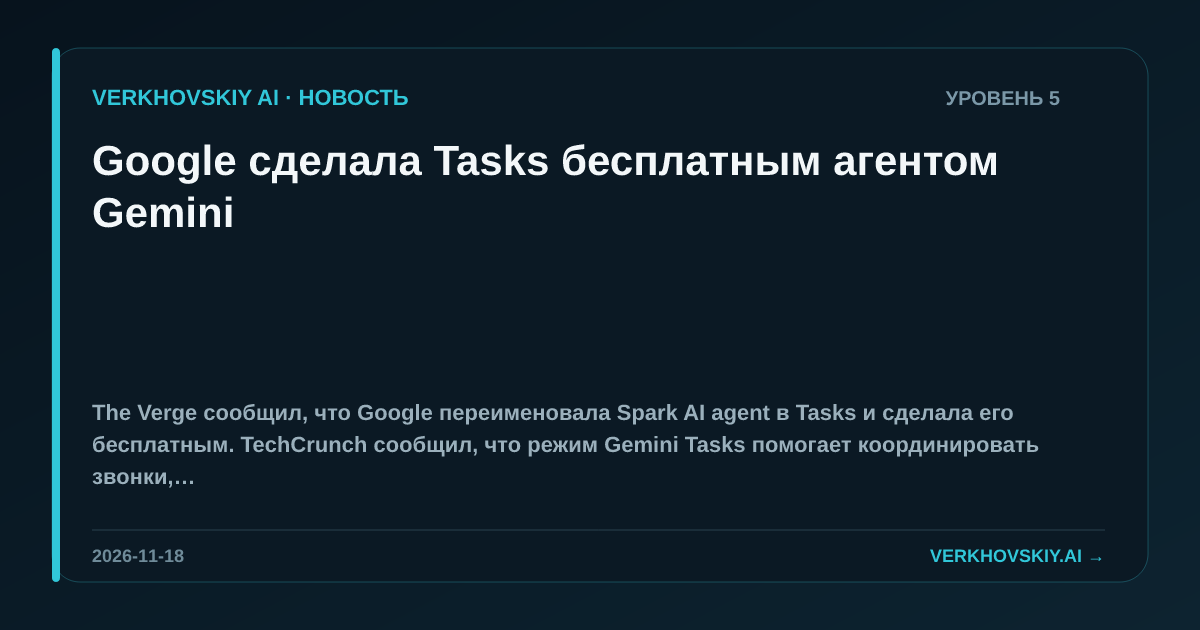 VERKHOVSKIY AI · НОВОСТЬ
УРОВЕНЬ 5
Google сделала Tasks бесплатным агентом
Gemini
The Verge сообщил, что Google переименовала Spark AI agent в Tasks и сделала его
бесплатным. TechCrunch сообщил, что режим Gemini Tasks помогает координировать
звонки,…
2026-11-18
VERKHOVSKIY.AI →